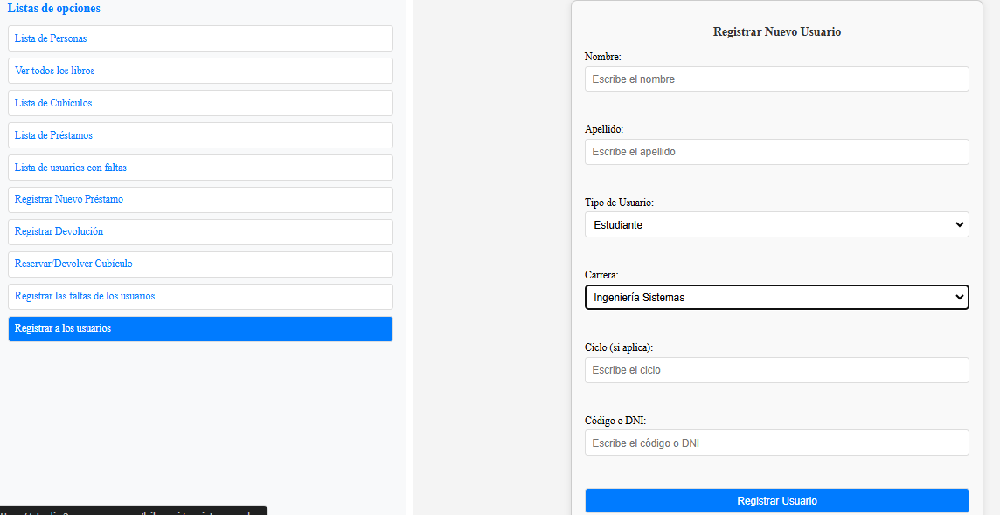 Listas de opciones
Lista de Personas
Ver todos los libros
Lista de Cubículos
Lista de Préstamos
Lista de usuarios con faltas
Registrar Nuevo Préstamo
Registrar Devolución
Reservar/Devolver Cubículo
Registrar las faltas de los usuarios
Registrar a los usuarios
Registrar Nuevo Usuario
Nombre:
Escribe el nombre
Apellido:
Escribe el apellido
Tipo de Usuario:
Estudiante
Carrera:
Ingeniería Sistemas
Ciclo (si aplica):
Escribe el ciclo
Código o DNI:
Escribe el código o DNI
Registrar Usuario